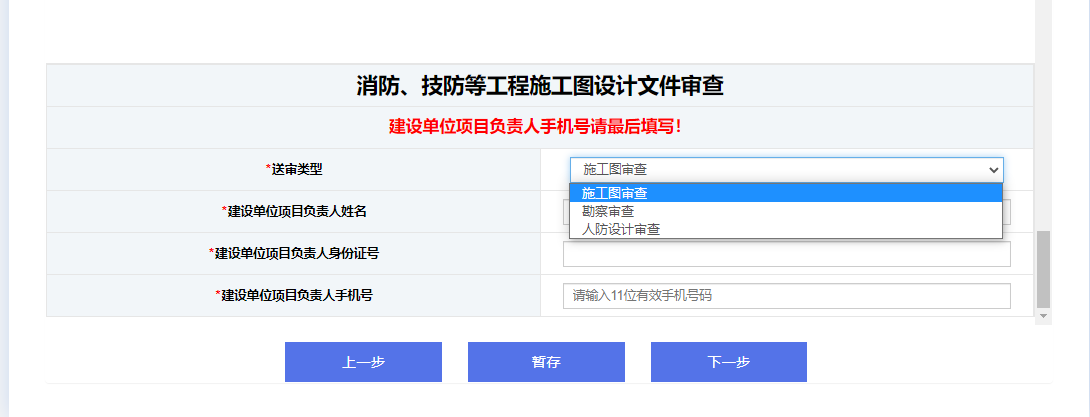 消防、技防等工程施工图设计文件审查
建设单位项目负责人手机号请最后填写！
*送审类型
施工图审查
施工图审查
勘察审查
人防设计审查
*建设单位项目负责人姓名
*建设单位项目负责人身份证号
*建设单位项目负责人手机号
请输入11位有效手机号码
上一步
暂存
下一步